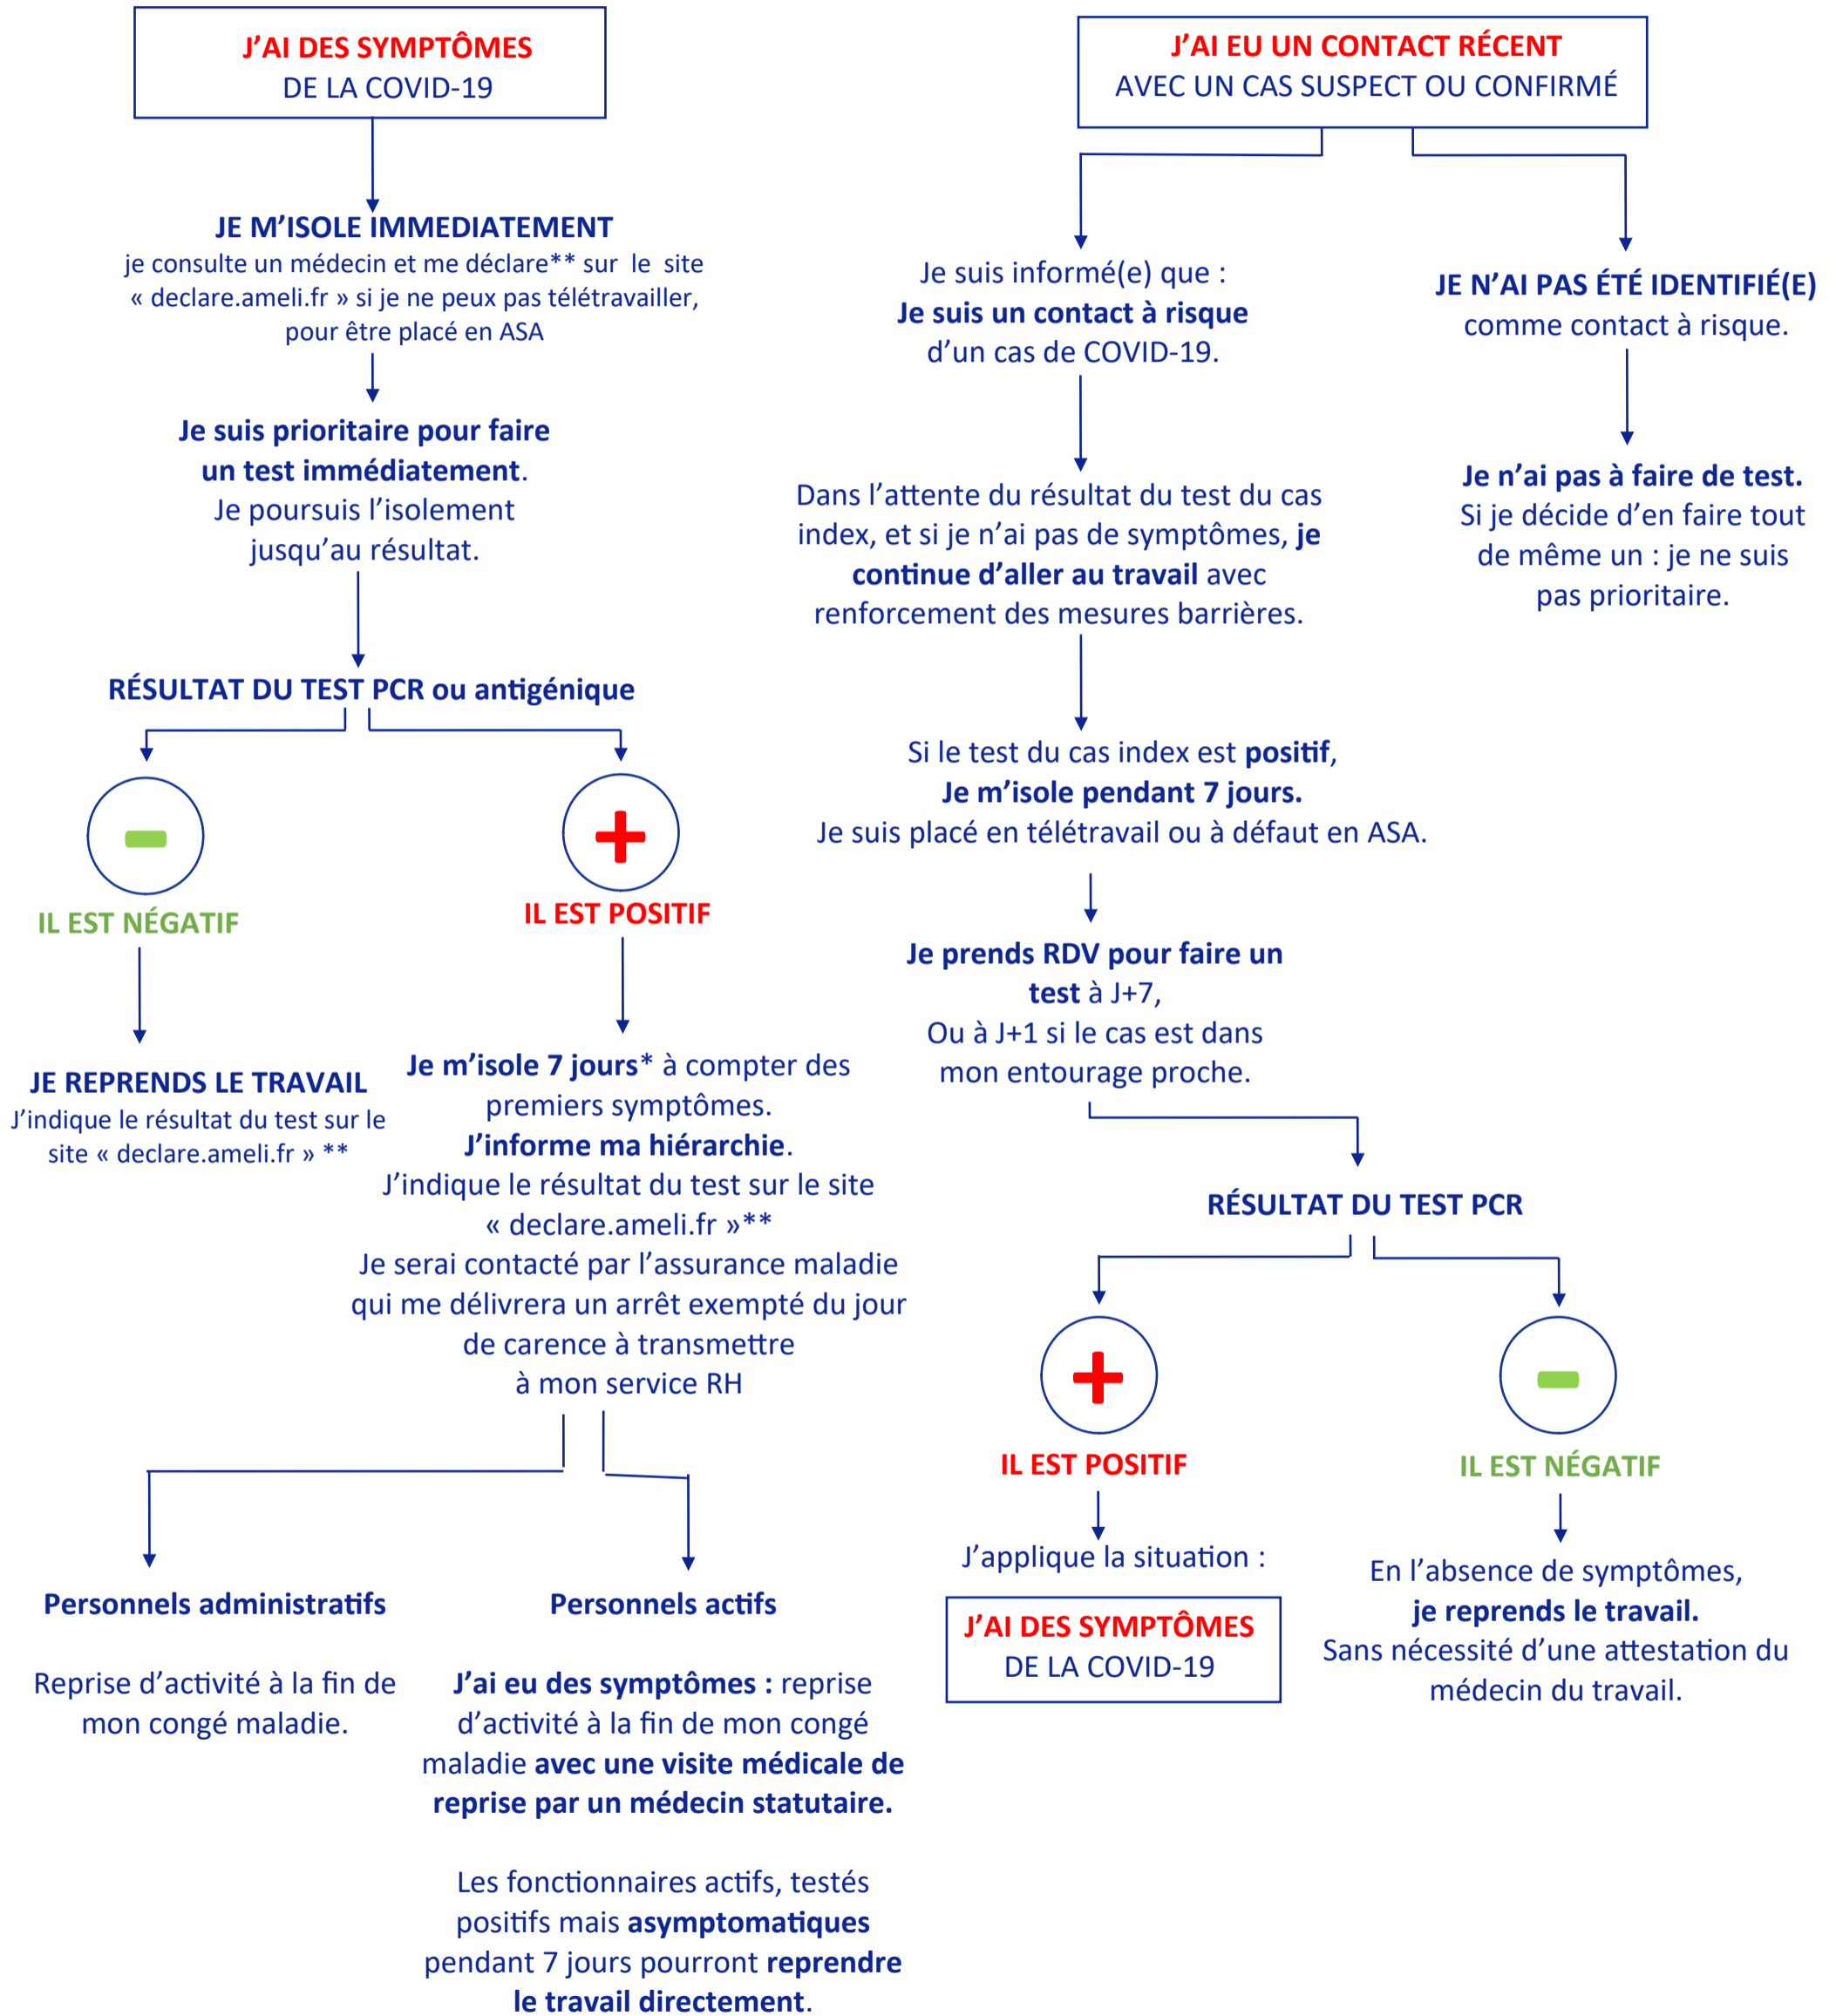 J’AI DES SYMPTÔMES
DE LA COVID-19
JE M’ISOLE IMMEDIATEMENT
je consulte un médecin et me déclare** sur le site
« declare.ameli.fr » si je ne peux pas télétravailler,
pour être placé en ASA
Je suis prioritaire pour faire
un test immédiatement.
Je poursuis l’isolement
jusqu’au résultat.
RÉSULTAT DU TEST PCR ou antigénique
-
IL EST NÉGATIF
JE REPRENDS LE TRAVAIL
J’indique le résultat du test sur le
site « declare.ameli.fr » **
+
IL EST POSITIF
Je m’isole 7 jours* à compter des
premiers symptômes.
J’informe ma hiérarchie.
J’indique le résultat du test sur le site
« declare.ameli.fr »**
Je serai contacté par l’assurance maladie
qui me délivrera un arrêt exempté du jour
de carence à transmettre
à mon service RH
Personnels administratifs
Reprise d’activité à la fin de
mon congé maladie.
Personnels actifs
J’ai eu des symptômes : reprise
d’activité à la fin de mon congé
maladie avec une visite médicale de
reprise par un médecin statutaire.
Les fonctionnaires actifs, testés
positifs mais asymptomatiques
pendant 7 jours pourront reprendre
le travail directement.
J’AI EU UN CONTACT RÉCENT
AVEC UN CAS SUSPECT OU CONFIRMÉ
Je suis informé(e) que :
Je suis un contact à risque
d’un cas de COVID-19.
Dans l’attente du résultat du test du cas
index, et si je n’ai pas de symptômes, je
continue d’aller au travail avec
renforcement des mesures barrières.
Si le test du cas index est positif,
Je m’isole pendant 7 jours.
Je suis placé en télétravail ou à défaut en ASA.
Je prends RDV pour faire un
test à J+7,
Ou à J+1 si le cas est dans
mon entourage proche.
RÉSULTAT DU TEST PCR
+
IL EST POSITIF
J’applique la situation :
J’AI DES SYMPTÔMES
DE LA COVID-19
-
IL EST NÉGATIF
En l’absence de symptômes,
je reprends le travail.
Sans nécessité d’une attestation du
médecin du travail.
JE N’AI PAS ÉTÉ IDENTIFIÉ(E)
comme contact à risque.
Je n’ai pas à faire de test.
Si je décide d’en faire tout
de même un : je ne suis
pas prioritaire.